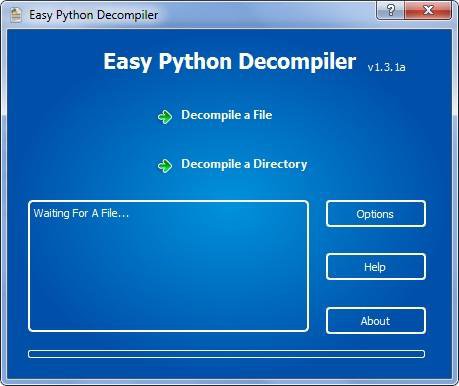 Easy Python Decompiler
Easy Python Decompiler v1.3.1a
Decompile a File
Decompile a Directory
Waiting For A File...
Options
Help
About